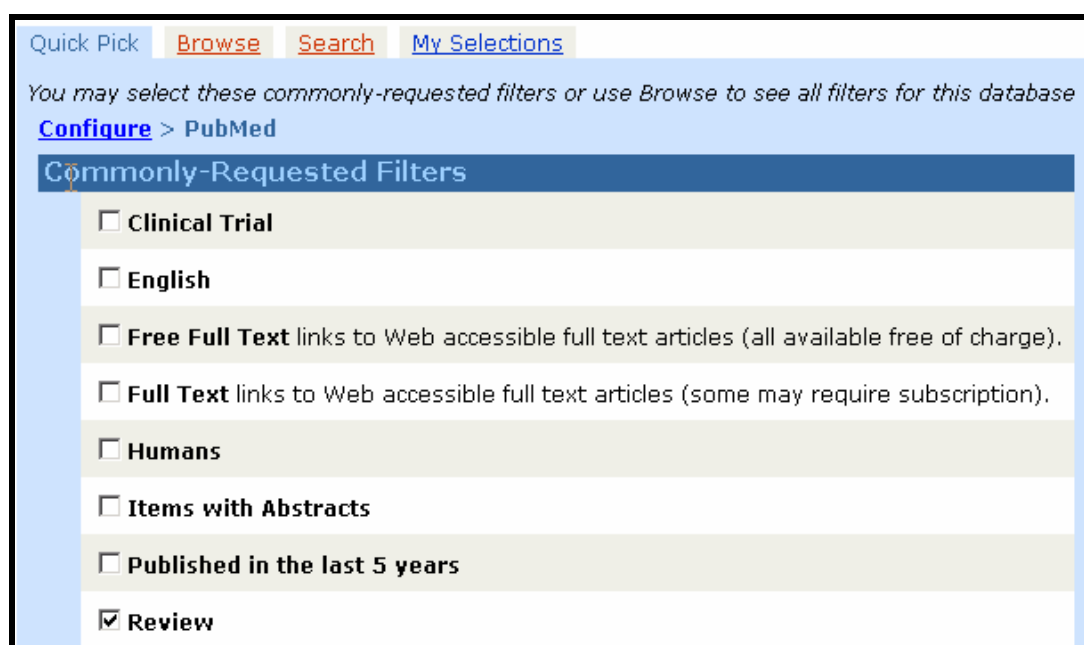 Quick Pick Browse Search My Selections
You may select these commonly-requested filters or use Browse to see all filters for this database
Configure > PubMed
Commonly-Requested Filters
Clinical Trial
English
Free Full Text links to Web accessible full text articles (all available free of charge).
Full Text links to Web accessible full text articles (some may require subscription).
Humans
Items with Abstracts
Published in the last 5 years
Review